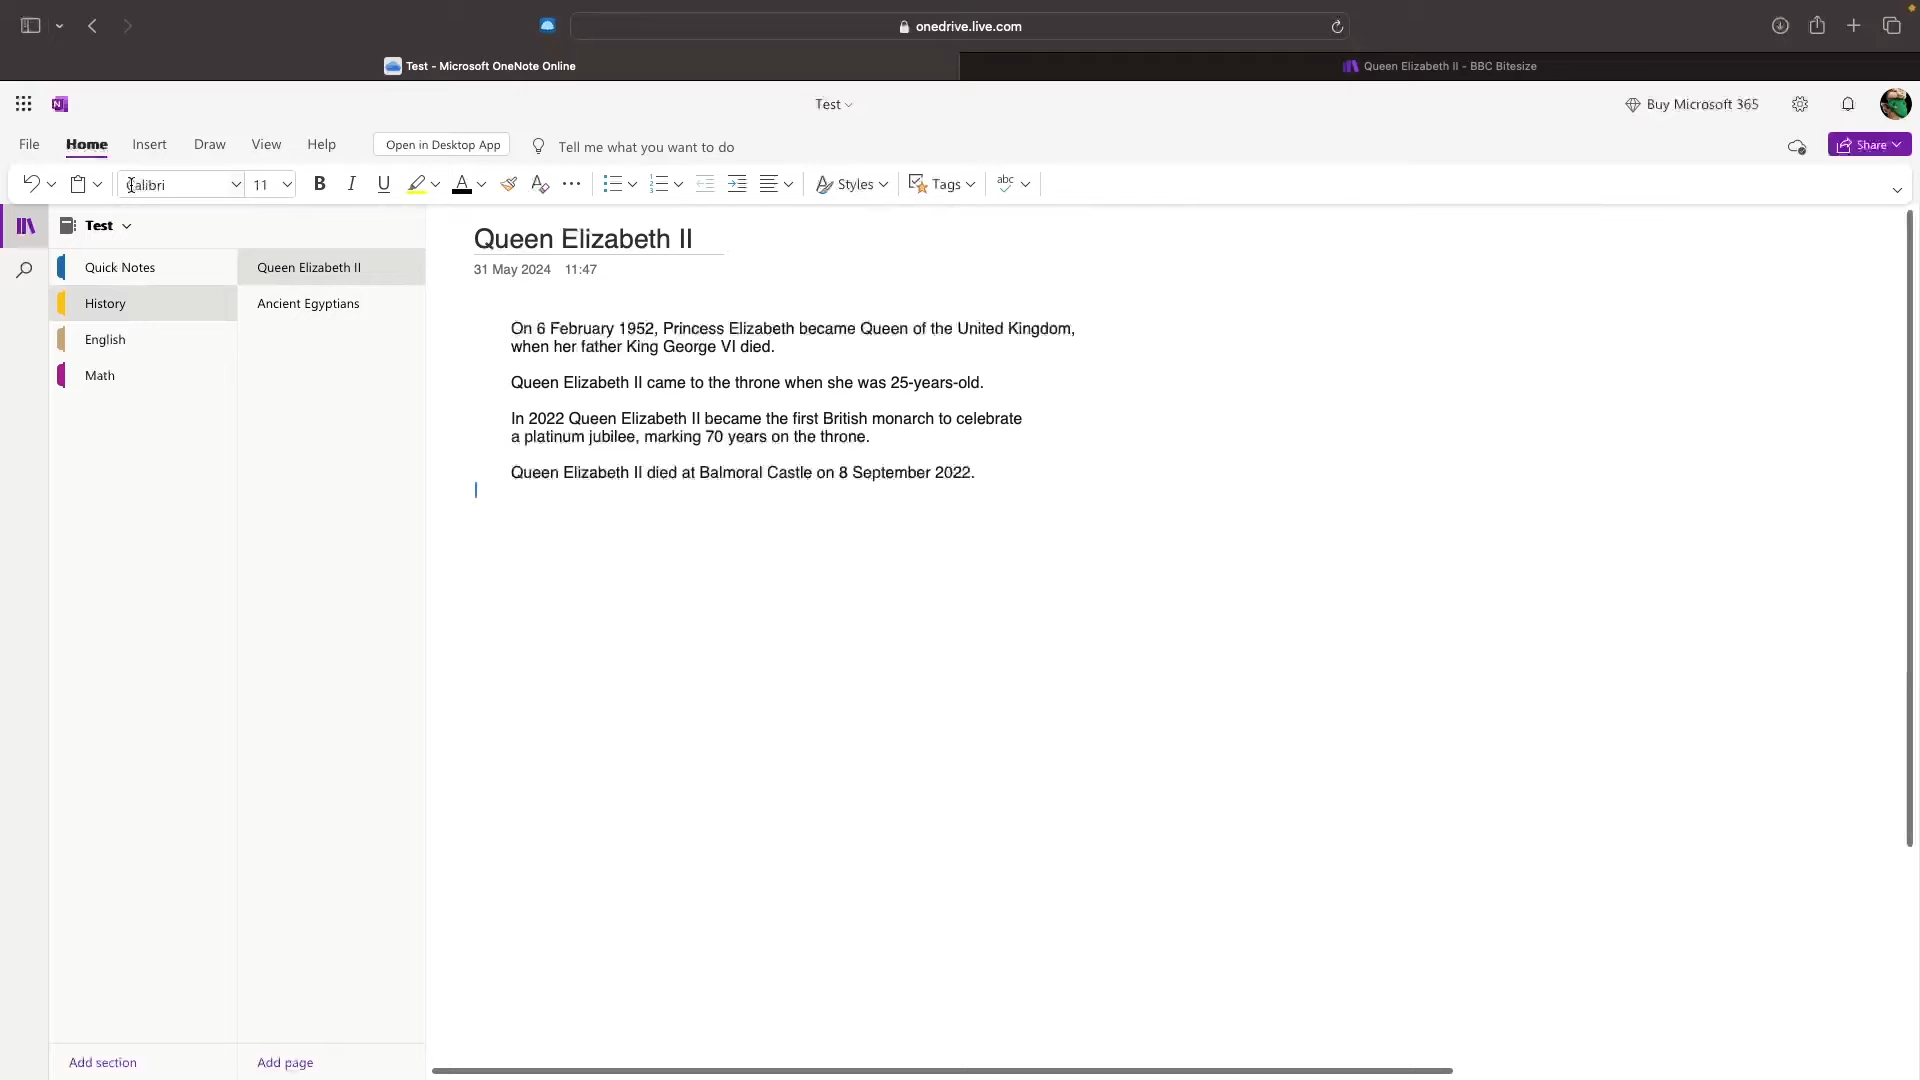 onedrive.live.com
Test - Microsoft OneNote Online
Queen Elizabeth II - BBC Bitesize
Test
Buy Microsoft 365
File Home Insert Draw View Help Open in Desktop App Tell me what you want to do
Share
Calibri 11 B I U A Styles Tags abc
Test
Quick Notes
History
English
Math
Queen Elizabeth II
Ancient Egyptians
Queen Elizabeth II
31 May 2024 11:47
On 6 February 1952, Princess Elizabeth became Queen of the United Kingdom,
when her father King George VI died.
Queen Elizabeth II came to the throne when she was 25-years-old.
In 2022 Queen Elizabeth II became the first British monarch to celebrate
a platinum jubilee, marking 70 years on the throne.
Queen Elizabeth II died at Balmoral Castle on 8 September 2022.
Add section
Add page